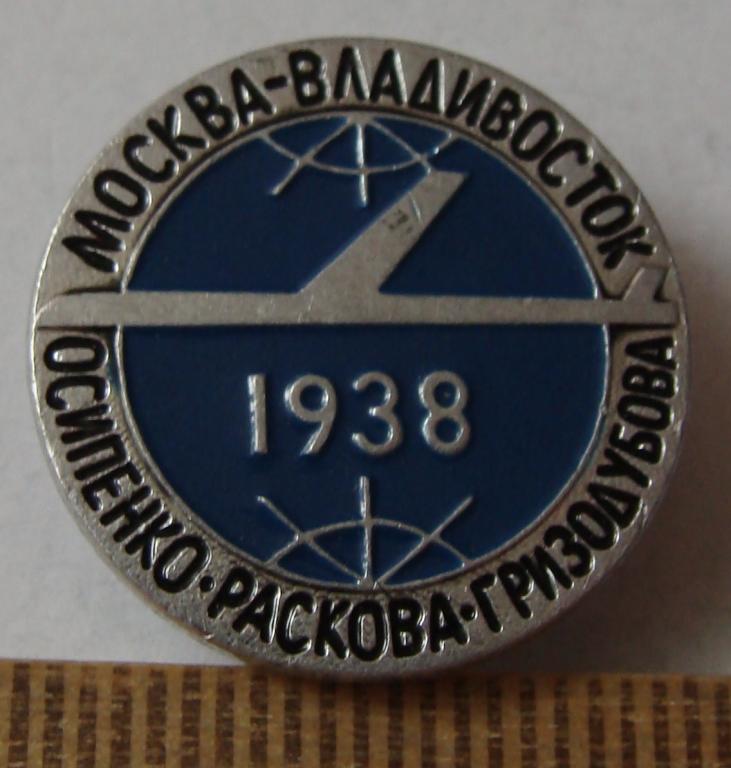 МОСКВА-ВЛАДИВОСТОК
1938
ОСИПЕНКО·РАСКОВА·ГРИЗОДУБОВА